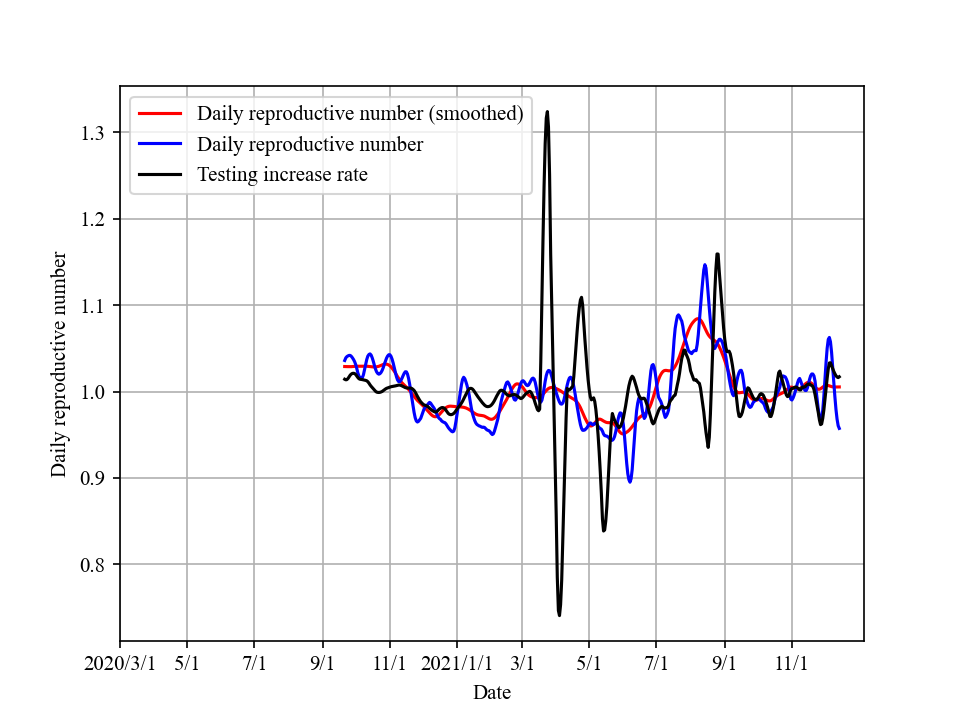 Daily reproductive number (smoothed)
Daily reproductive number
Testing increase rate
Daily reproductive number
1.3
1.2
1.1
1.0
0.9
0.8
2020/3/1 5/1 7/1 9/1 11/1 2021/1/1 3/1 5/1 7/1 9/1 11/1
Date